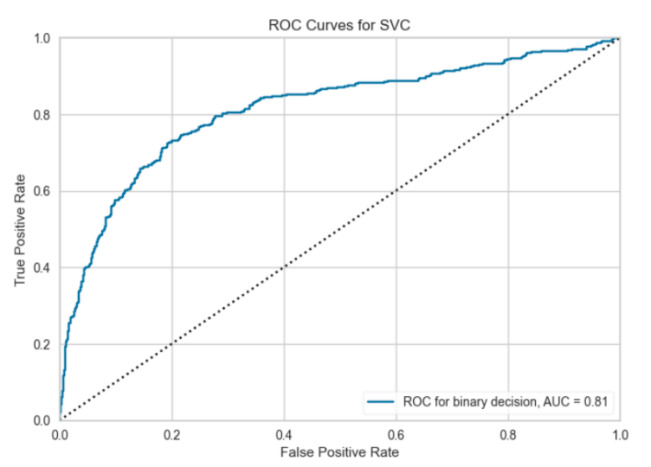 ROC Curves for SVC
1.0
0.8
0.6
0.4
0.2
0.0
True Positive Rate
ROC for binary decision, AUC = 0.81
0.0 0.2 0.4 0.6 0.8 1.0
False Positive Rate